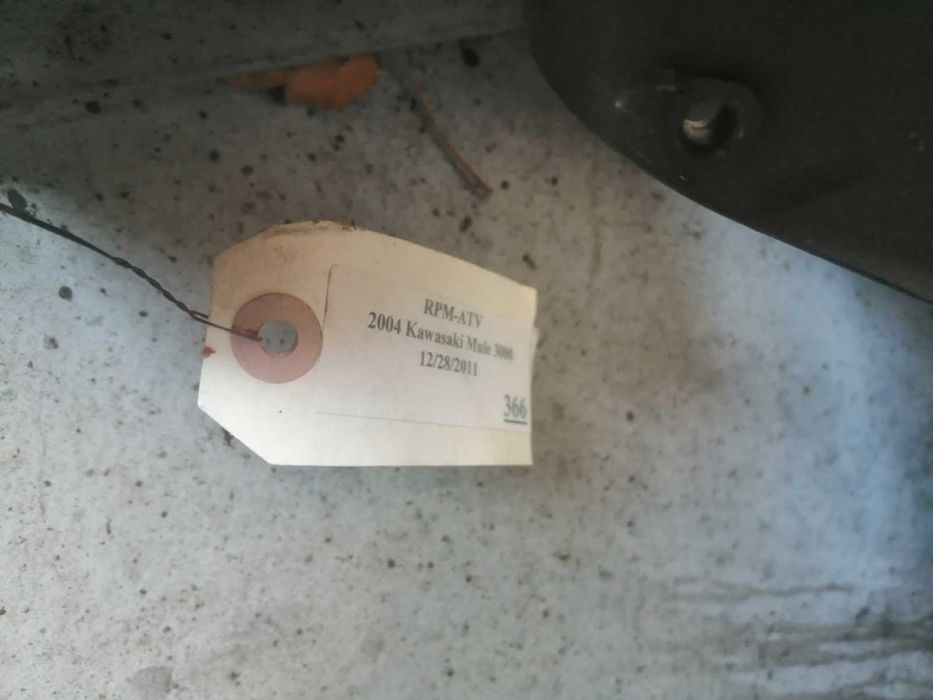 RPM-ATV
2004 Kawasaki Mule 3000
12/28/2011
366